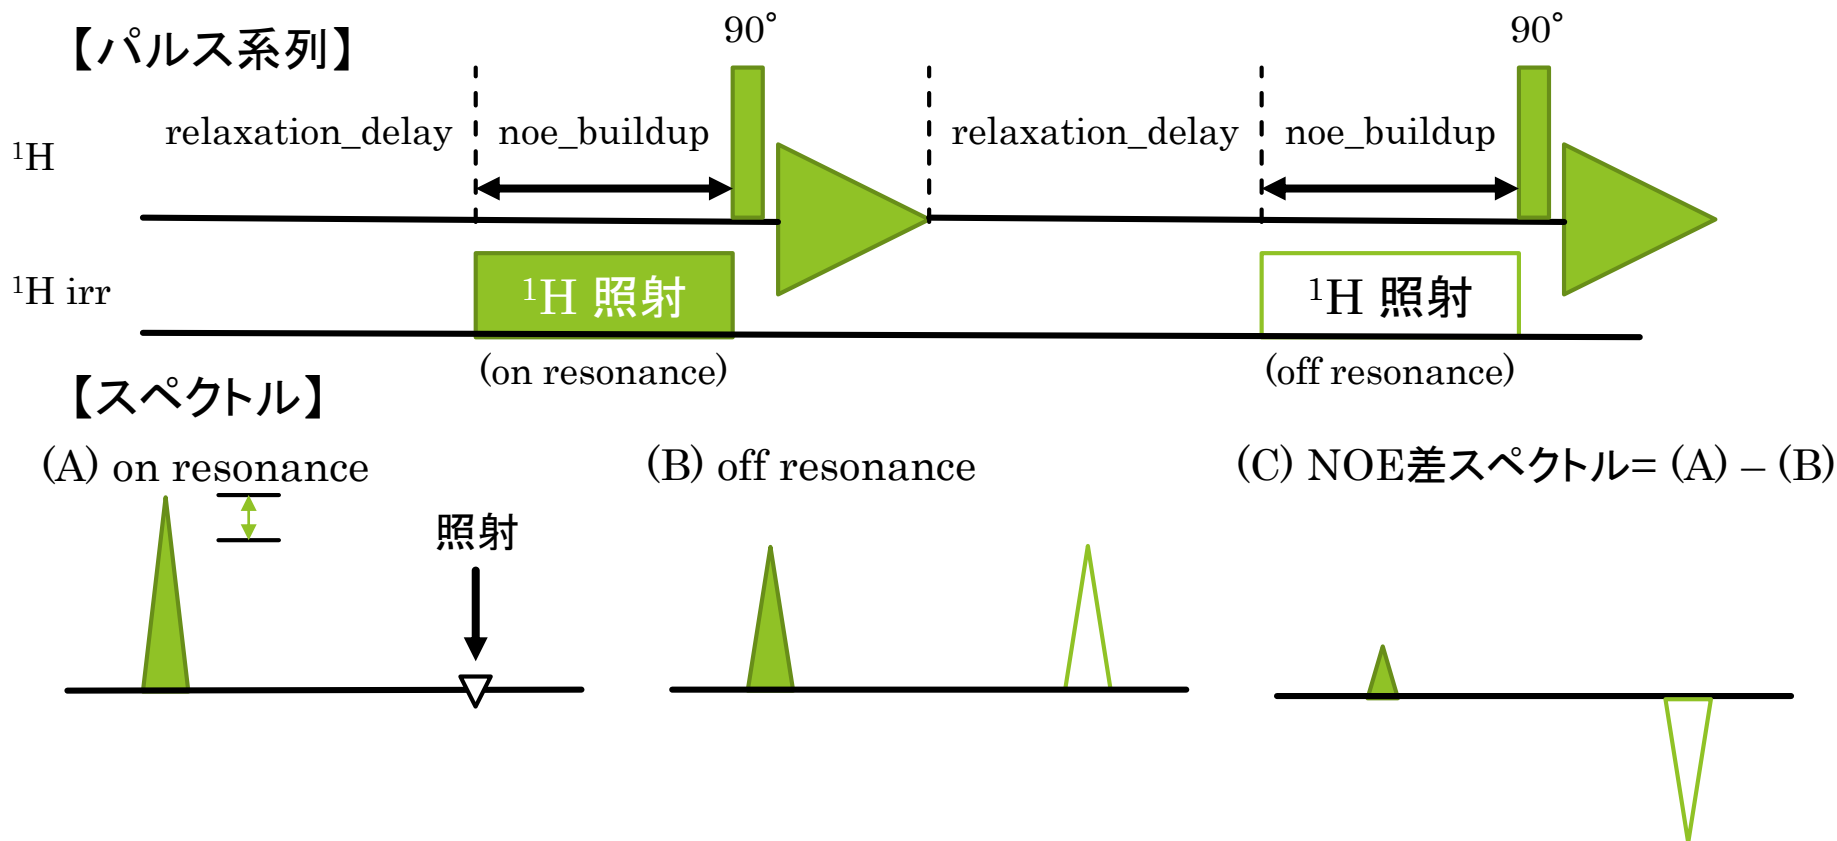 【パルス系列】
90° 90°
relaxation_delay noe_buildup relaxation_delay noe_buildup
¹H
¹H irr
¹H 照射 ¹H 照射
(on resonance) (off resonance)
【スペクトル】
(A) on resonance (B) off resonance (C) NOE差スペクトル= (A) – (B)
照射